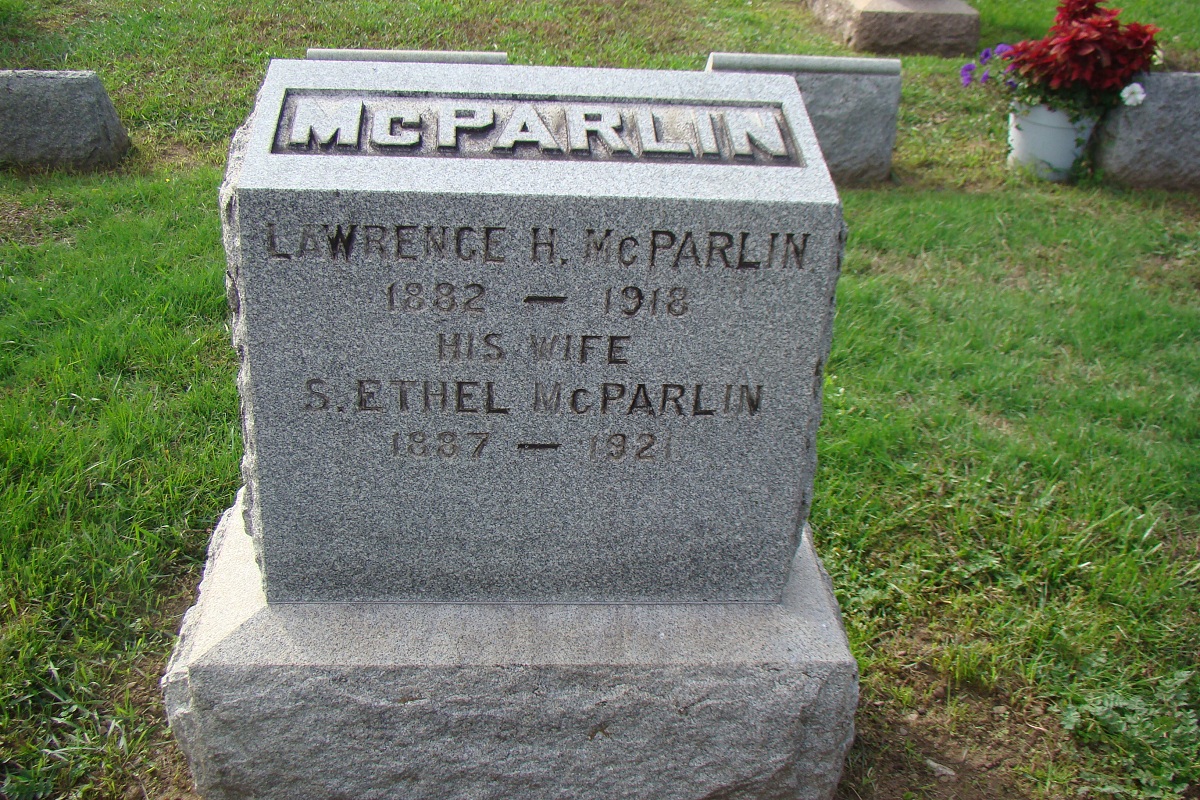 McPARLIN
LAWRENCE H. McPARLIN
1882 — 1918
HIS WIFE
S. ETHEL McPARLIN
1887 — 1921